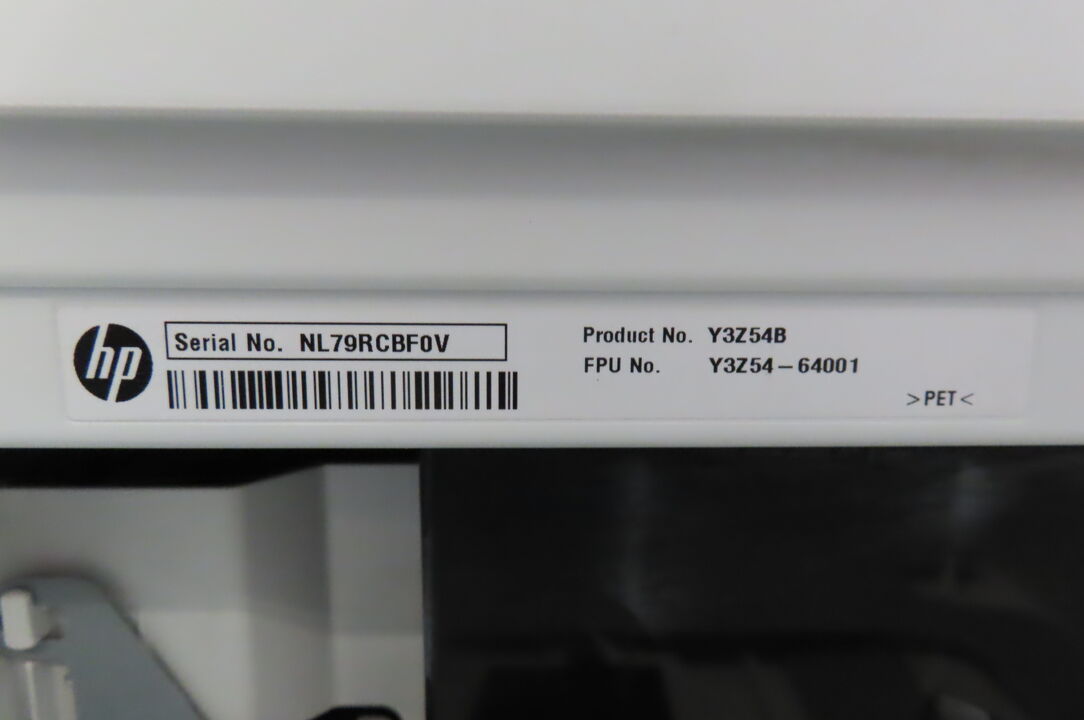 hp
Serial No. NL79RCBF0V
Product No. Y3Z54B
FPU No. Y3Z54-64001
>PET<